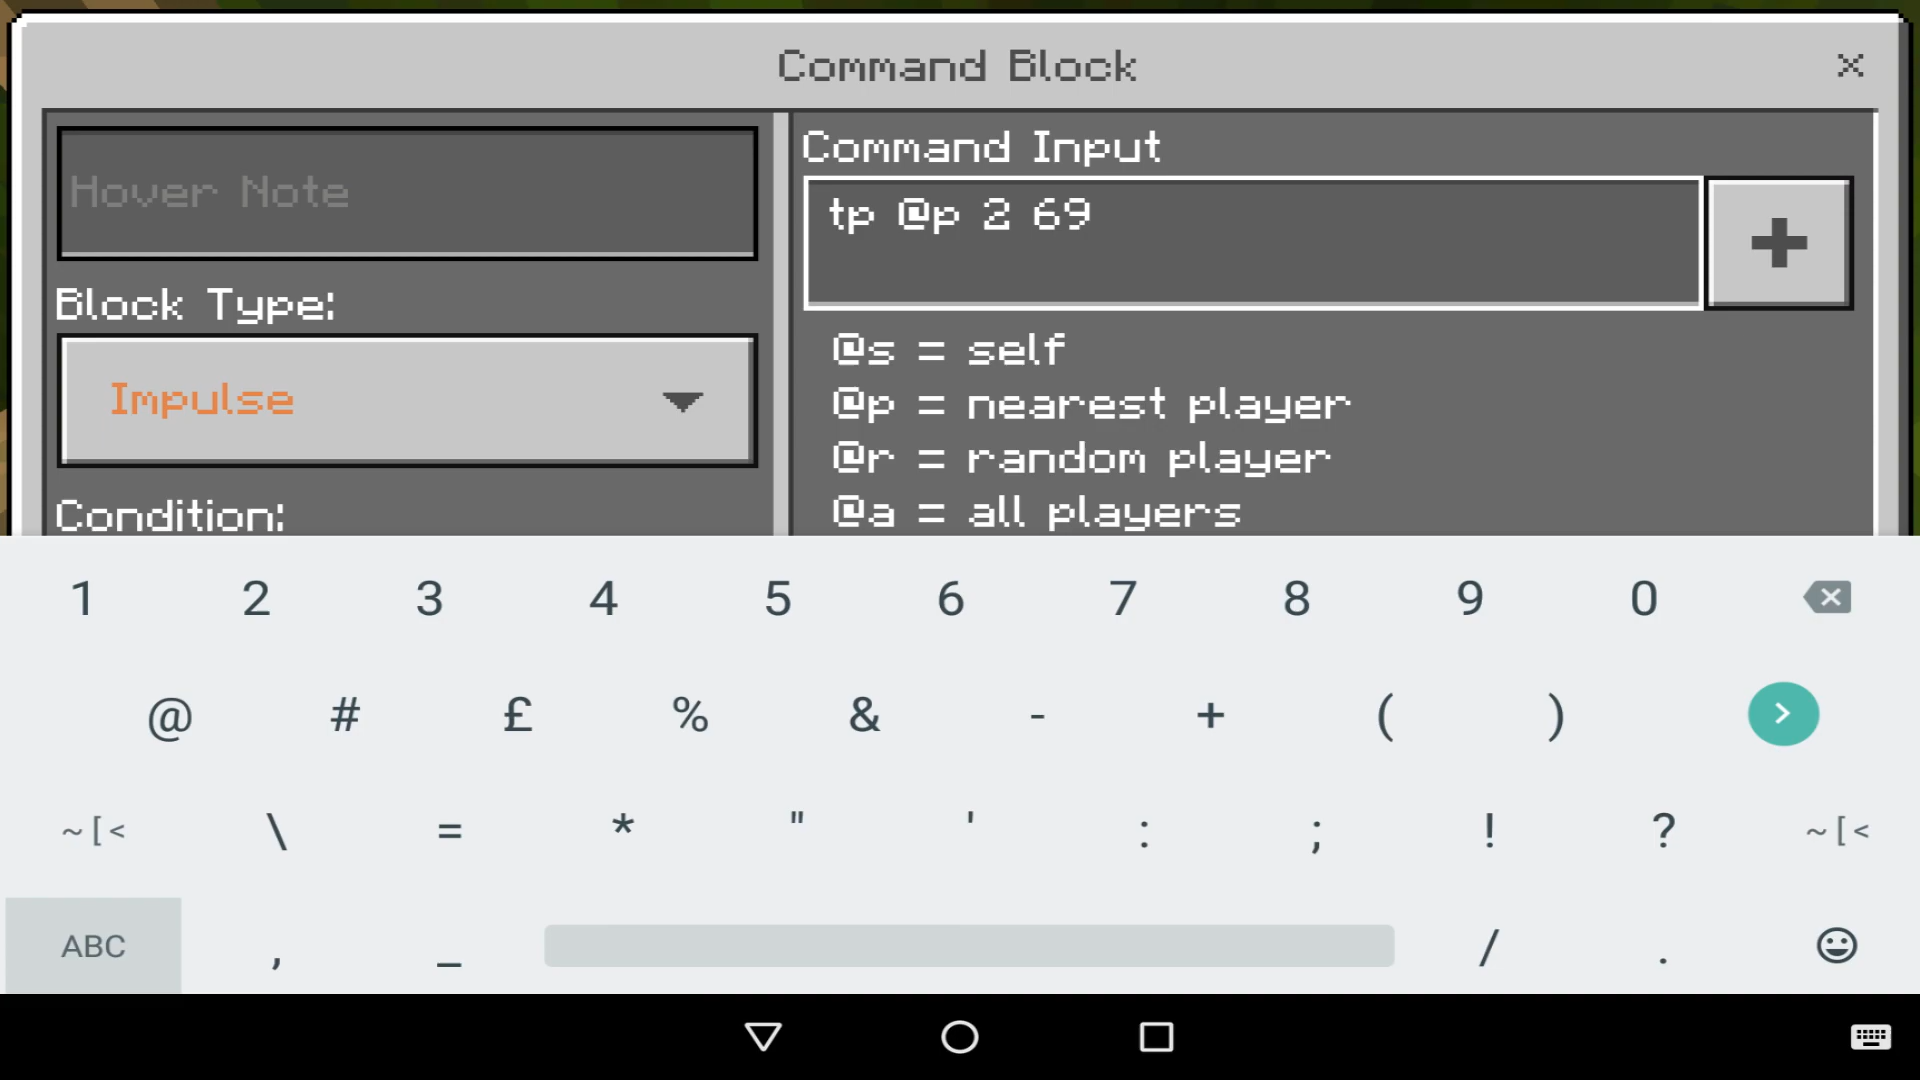 Command Block
Hover Note
Block Type:
Impulse
Condition:
Command Input
tp @p 2 69
@s = self
@p = nearest player
@r = random player
@a = all players
1 2 3 4 5 6 7 8 9 0
@ # £ % & - + ( )
~[< \ = * " ' : ; ! ? ~[<
ABC , _ / .